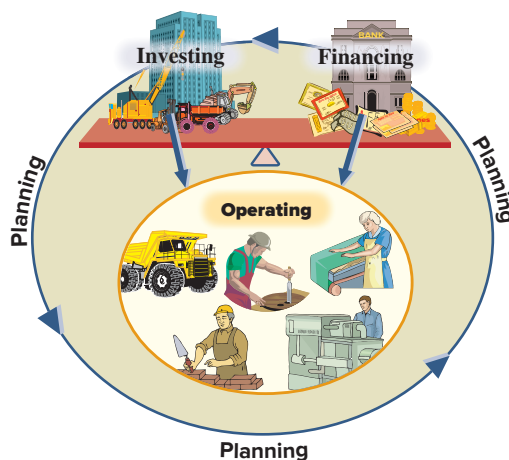 BANK
Investing
Financing
Planning
Planning
Operating
Planning